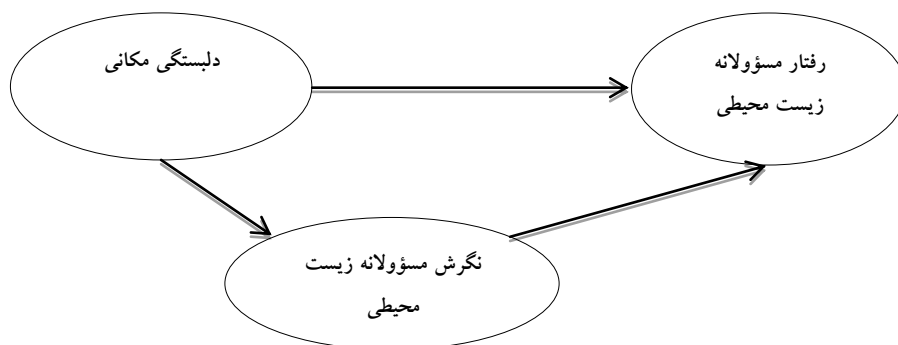 دلبستگی مکانی
رفتار مسؤولانه
زیست محیطی
نگرش مسؤولانه زیست
محیطی